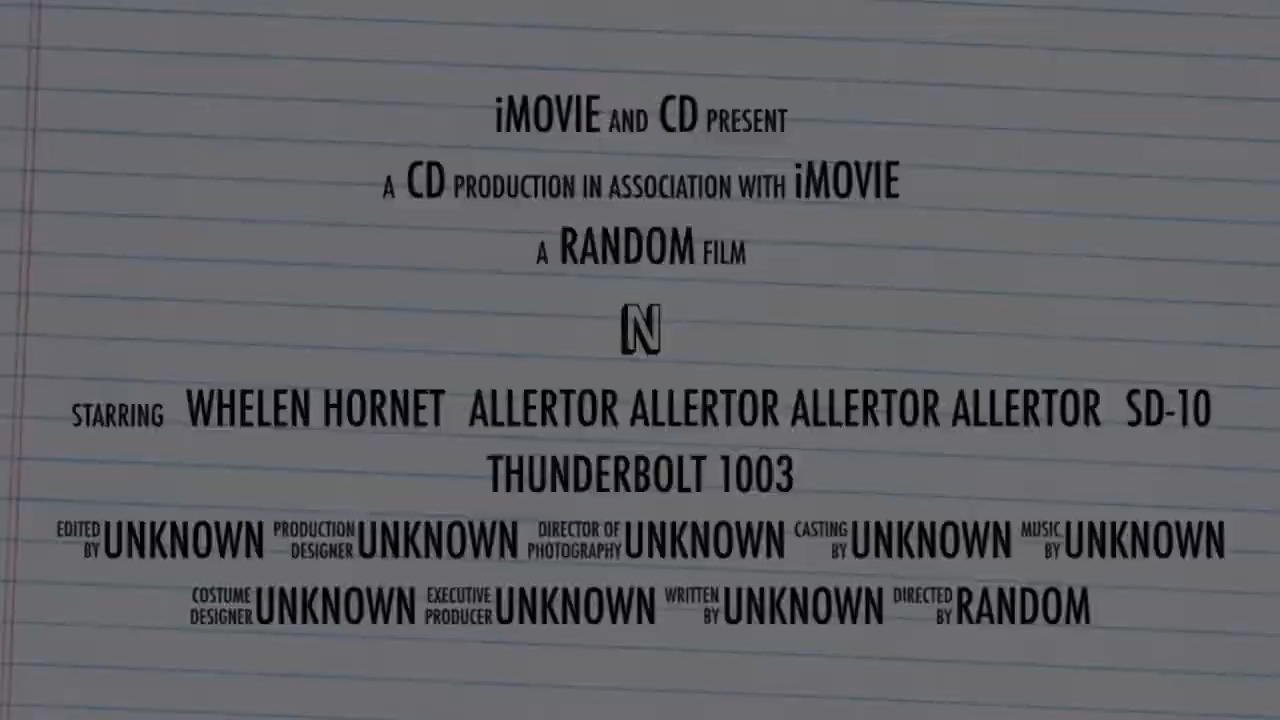 iMOVIE AND CD PRESENT
A CD PRODUCTION IN ASSOCIATION WITH iMOVIE
A RANDOM FILM
N
STARRING WHELEN HORNET ALLERTOR ALLERTOR ALLERTOR ALLERTOR SD-10
THUNDERBOLT 1003
EDITED BY UNKNOWN PRODUCTION DESIGNER UNKNOWN DIRECTOR OF PHOTOGRAPHY UNKNOWN CASTING BY UNKNOWN MUSIC BY UNKNOWN
COSTUME DESIGNER UNKNOWN EXECUTIVE PRODUCER UNKNOWN WRITTEN BY UNKNOWN DIRECTED BY RANDOM